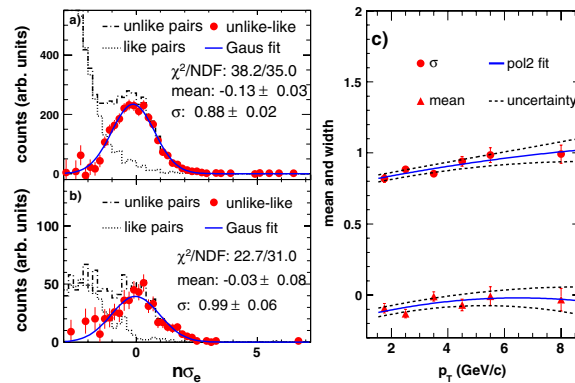 a) unlike pairs unlike-like
like pairs Gaus fit
χ²/NDF: 38.2/35.0
mean: -0.13± 0.03
σ: 0.88± 0.02
counts (arb. units)
400
200
0
b) unlike pairs unlike-like
like pairs Gaus fit
χ²/NDF: 22.7/31.0
mean: -0.03± 0.08
σ: 0.99± 0.06
counts (arb. units)
100
50
0
0 5
nσe
c)
σ pol2 fit
mean uncertainty
mean and width
2
1.5
1
0.5
0
2 4 6 8
pT (GeV/c)